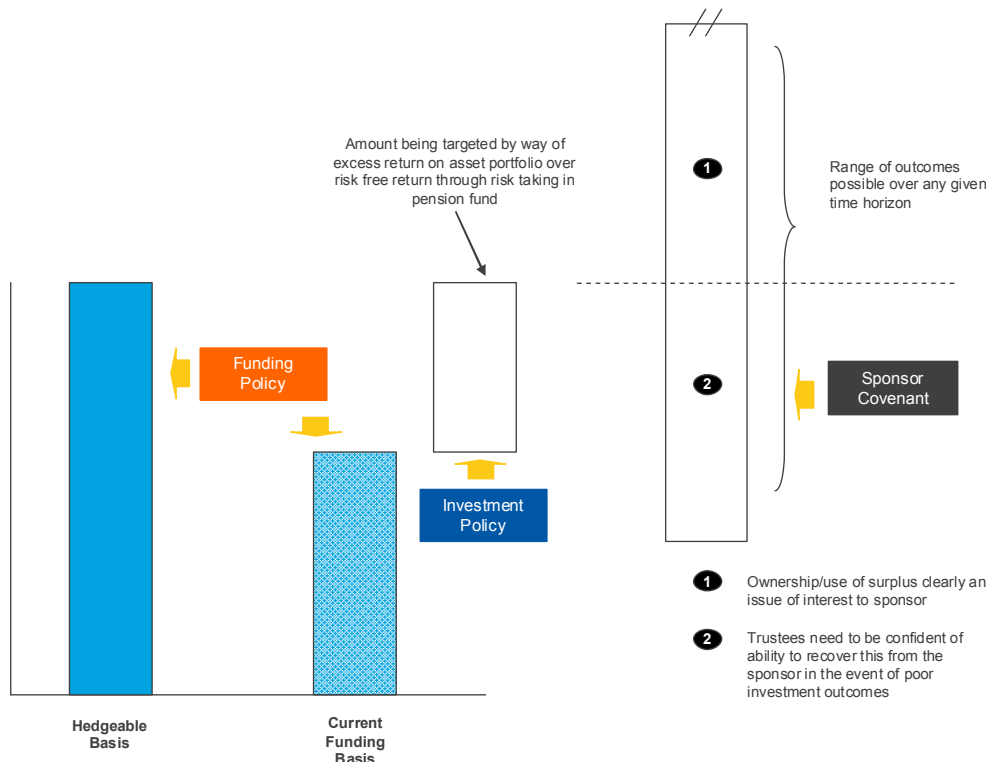 Amount being targeted by way of
excess return on asset portfolio over
risk free return through risk taking in
pension fund
1
Range of outcomes
possible over any given
time horizon
Funding
Policy
2
Sponsor
Covenant
Investment
Policy
1
Ownership/use of surplus clearly an
issue of interest to sponsor
2
Trustees need to be confident of
ability to recover this from the
sponsor in the event of poor
investment outcomes
Hedgeable
Basis
Current
Funding
Basis